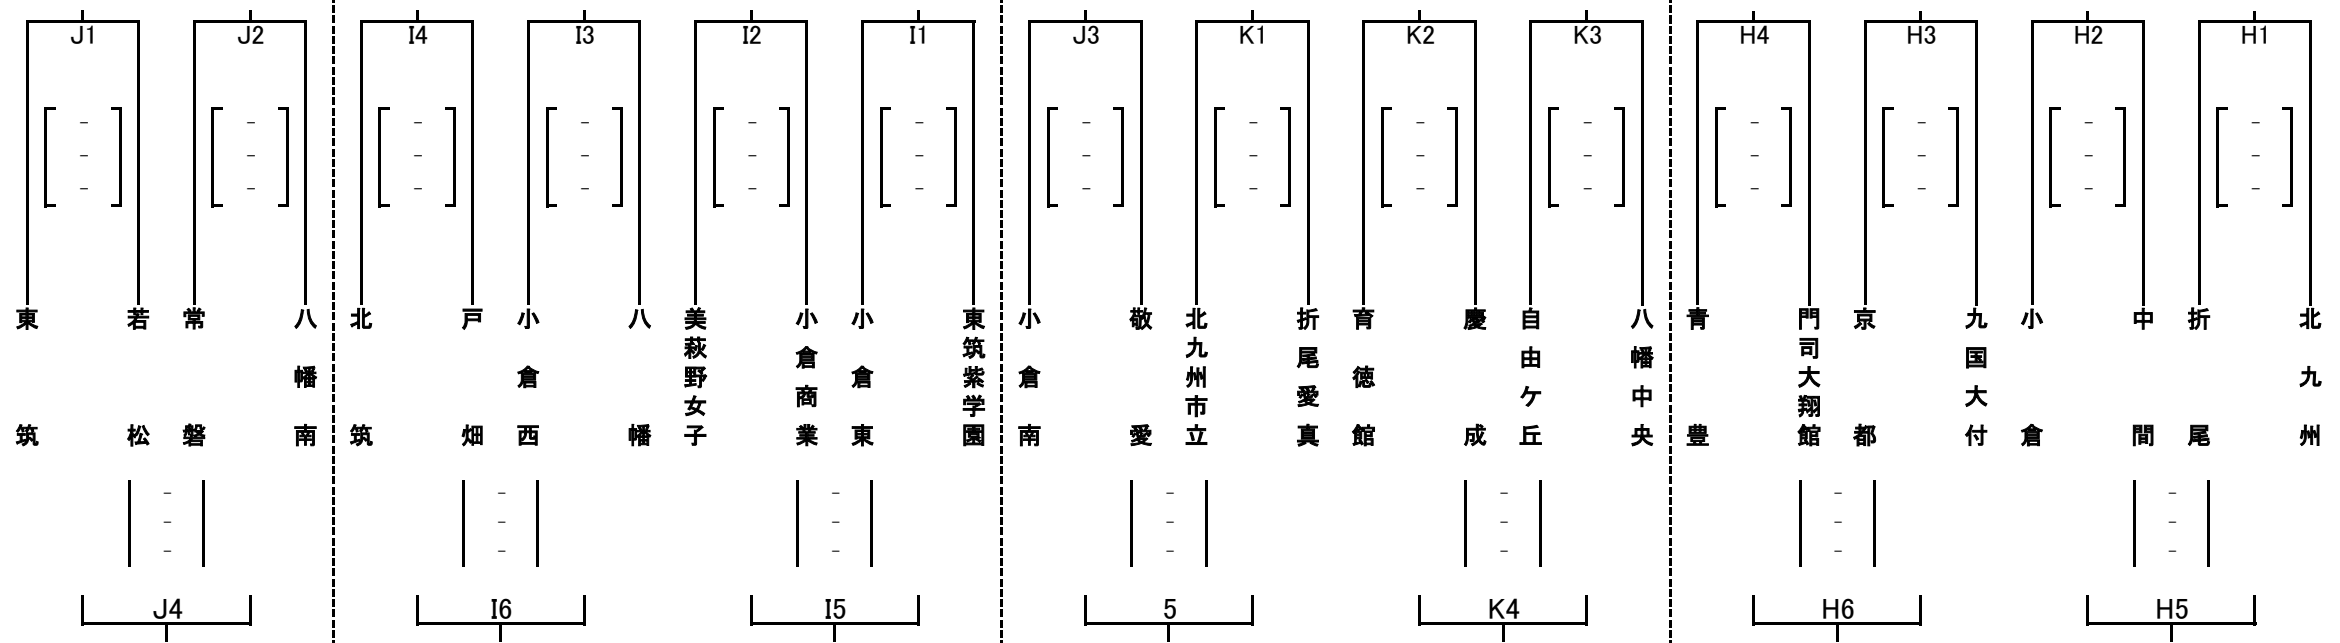 J1 J2 I4 I3 I2 I1 J3 K1 K2 K3 H4 H3 H2 H1
- - - - - - - - - - - - - -
- - - - - - - - - - - - - -
- - - - - - - - - - - - - -
東筑
若松
常磐
八幡南
北筑
戸畑
小倉西
八幡
美萩野女子
小倉商業
小倉東
東筑紫学園
小倉南
敬愛
北九州市立
折尾愛真
育徳館
慶成
自由ケ丘
八幡中央
青豊
門司大翔館
京都
九国大付
小倉
中間
折尾
北九州
- - - - - - -
- - - - - - -
- - - - - - -
J4 I6 I5 5 K4 H6 H5